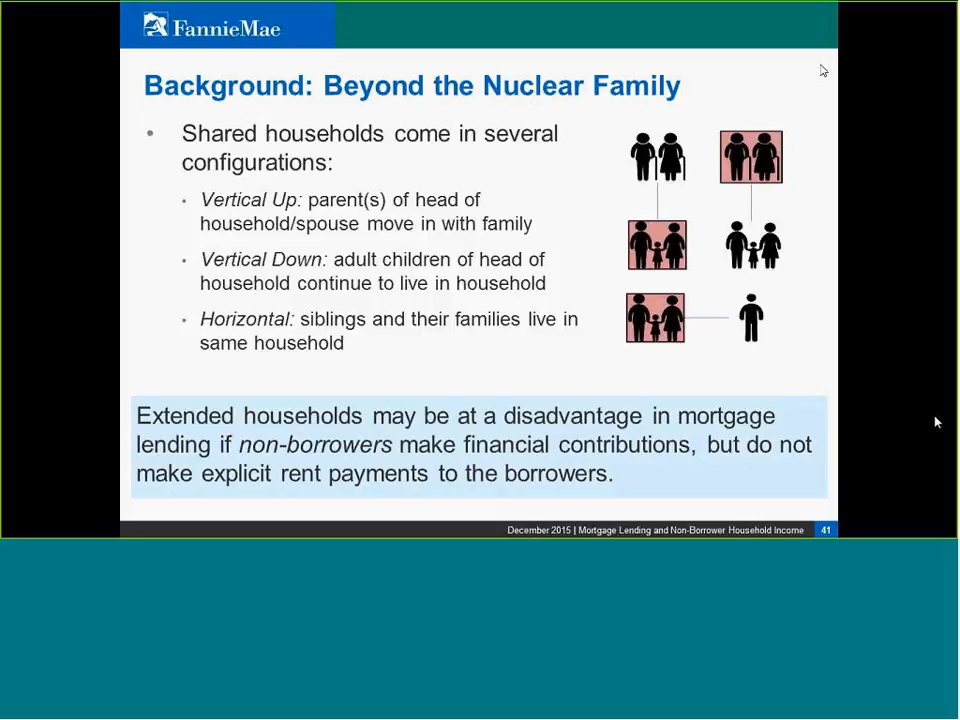 FannieMae
Background: Beyond the Nuclear Family
• Shared households come in several
configurations:
• Vertical Up: parent(s) of head of
household/spouse move in with family
• Vertical Down: adult children of head of
household continue to live in household
• Horizontal: siblings and their families live in
same household
Extended households may be at a disadvantage in mortgage
lending if non-borrowers make financial contributions, but do not
make explicit rent payments to the borrowers.
December 2015 | Mortgage Lending and Non-Borrower Household Income 41